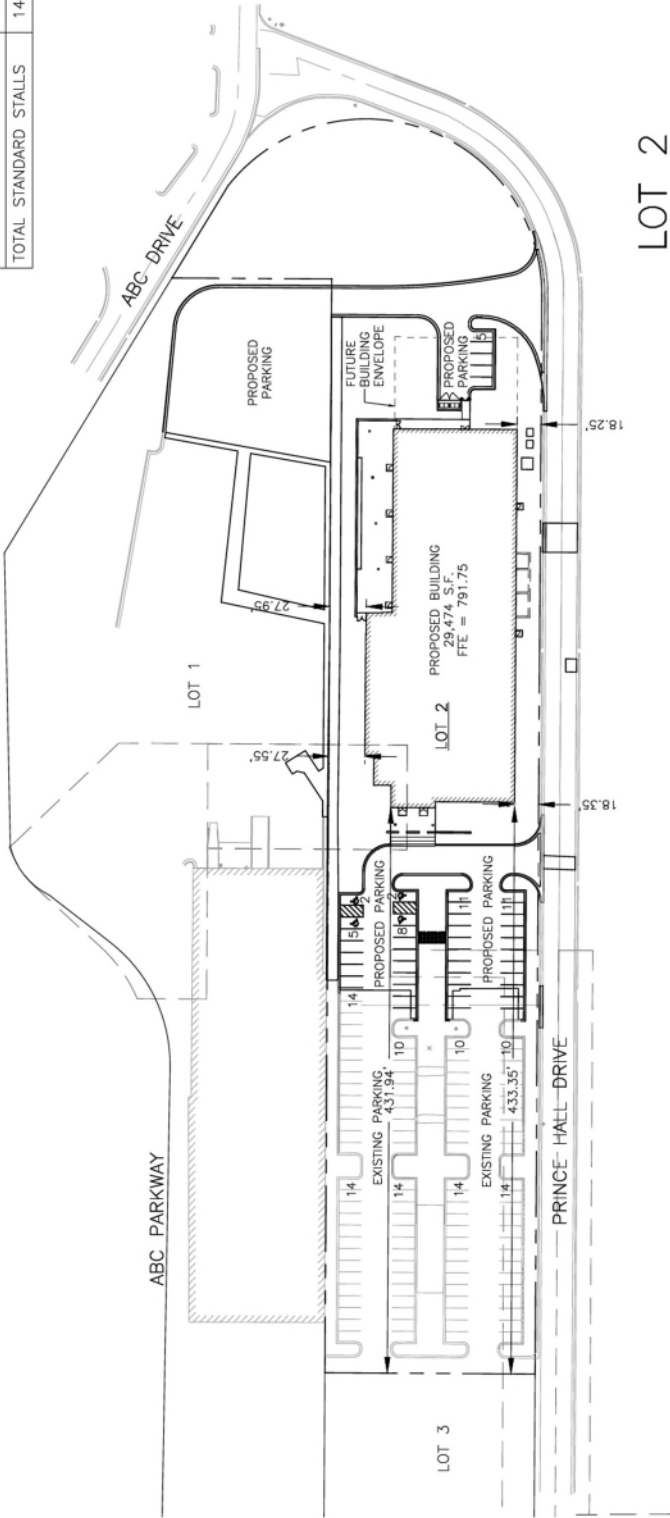 TOTAL STANDARD STALLS 14
ABC DRIVE
PROPOSED
PARKING
FUTURE
BUILDING
ENVELOPE
PROPOSED
PARKING
5
18.25'
27.95'
LOT 1
PROPOSED BUILDING
29,474 S.F.
FFE = 791.75
LOT 2
27.55'
18.35'
2
2
5
8
PROPOSED PARKING
11
11
PROPOSED PARKING
14
10
10
10
EXISTING PARKING
431.94'
EXISTING PARKING
433.35'
14
14
14
14
ABC PARKWAY
PRINCE HALL DRIVE
LOT 3
LOT 2